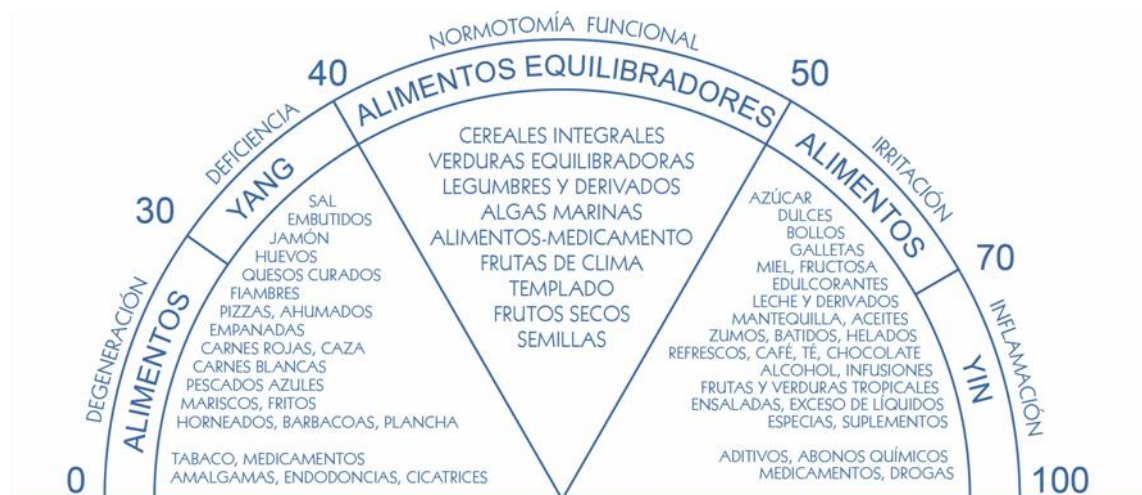 NORMOTOMÍA FUNCIONAL
40
50
ALIMENTOS EQUILIBRADORES
DEFICIENCIA
IRRITACIÓN
30
70
DEGENERACIÓN
INFLAMACIÓN
0
100
ALIMENTOS YANG
SAL
EMBUTIDOS
JAMÓN
HUEVOS
QUESOS CURADOS
FIAMBRES
PIZZAS, AHUMADOS
EMPANADAS
CARNES ROJAS, CAZA
CARNES BLANCAS
PESCADOS AZULES
MARISCOS, FRITOS
HORNEADOS, BARBACOAS, PLANCHA
TABACO, MEDICAMENTOS
AMALGAMAS, ENDODONCIAS, CICATRICES
CEREALES INTEGRALES
VERDURAS EQUILIBRADORAS
LEGUMBRES Y DERIVADOS
ALGAS MARINAS
ALIMENTOS-MEDICAMENTO
FRUTAS DE CLIMA
TEMPLADO
FRUTOS SECOS
SEMILLAS
ALIMENTOS YIN
AZÚCAR
DULCES
BOLLOS
GALLETAS
MIEL, FRUCTOSA
EDULCORANTES
LECHE Y DERIVADOS
MANTEQUILLA, ACEITES
ZUMOS, BATIDOS, HELADOS
REFRESCOS, CAFÉ, TÉ, CHOCOLATE
ALCOHOL, INFUSIONES
FRUTAS Y VERDURAS TROPICALES
ENSALADAS, EXCESO DE LÍQUIDOS
ESPECIAS, SUPLEMENTOS
ADITIVOS, ABONOS QUÍMICOS
MEDICAMENTOS, DROGAS